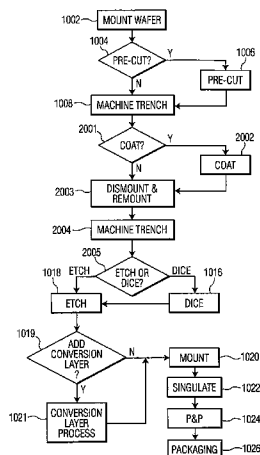 1002
MOUNT WAFER
1004
PRE-CUT?
Y
1006
PRE-CUT
N
1008
MACHINE TRENCH
2001
COAT?
Y
2002
COAT
N
2003
DISMOUNT &
REMOUNT
2004
MACHINE TRENCH
2005
ETCH OR
DICE?
ETCH
DICE
1018
ETCH
1016
DICE
1019
ADD
CONVERSION
LAYER
?
N
Y
1021
CONVERSION
LAYER
PROCESS
MOUNT
1020
SINGULATE
1022
P&P
1024
PACKAGING
1026